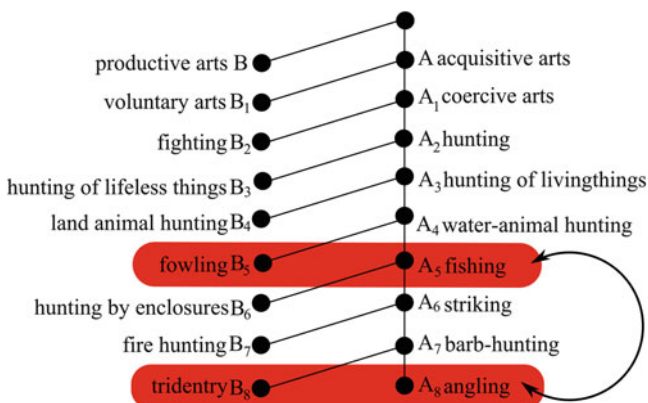 productive arts B A acquisitive arts
voluntary arts B₁ A₁ coercive arts
fighting B₂ A₂ hunting
hunting of lifeless things B₃ A₃ hunting of livingthings
land animal hunting B₄ A₄ water-animal hunting
fowling B₅ A₅ fishing
hunting by enclosures B₆ A₆ striking
fire hunting B₇ A₇ barb-hunting
tridentry B₈ A₈ angling